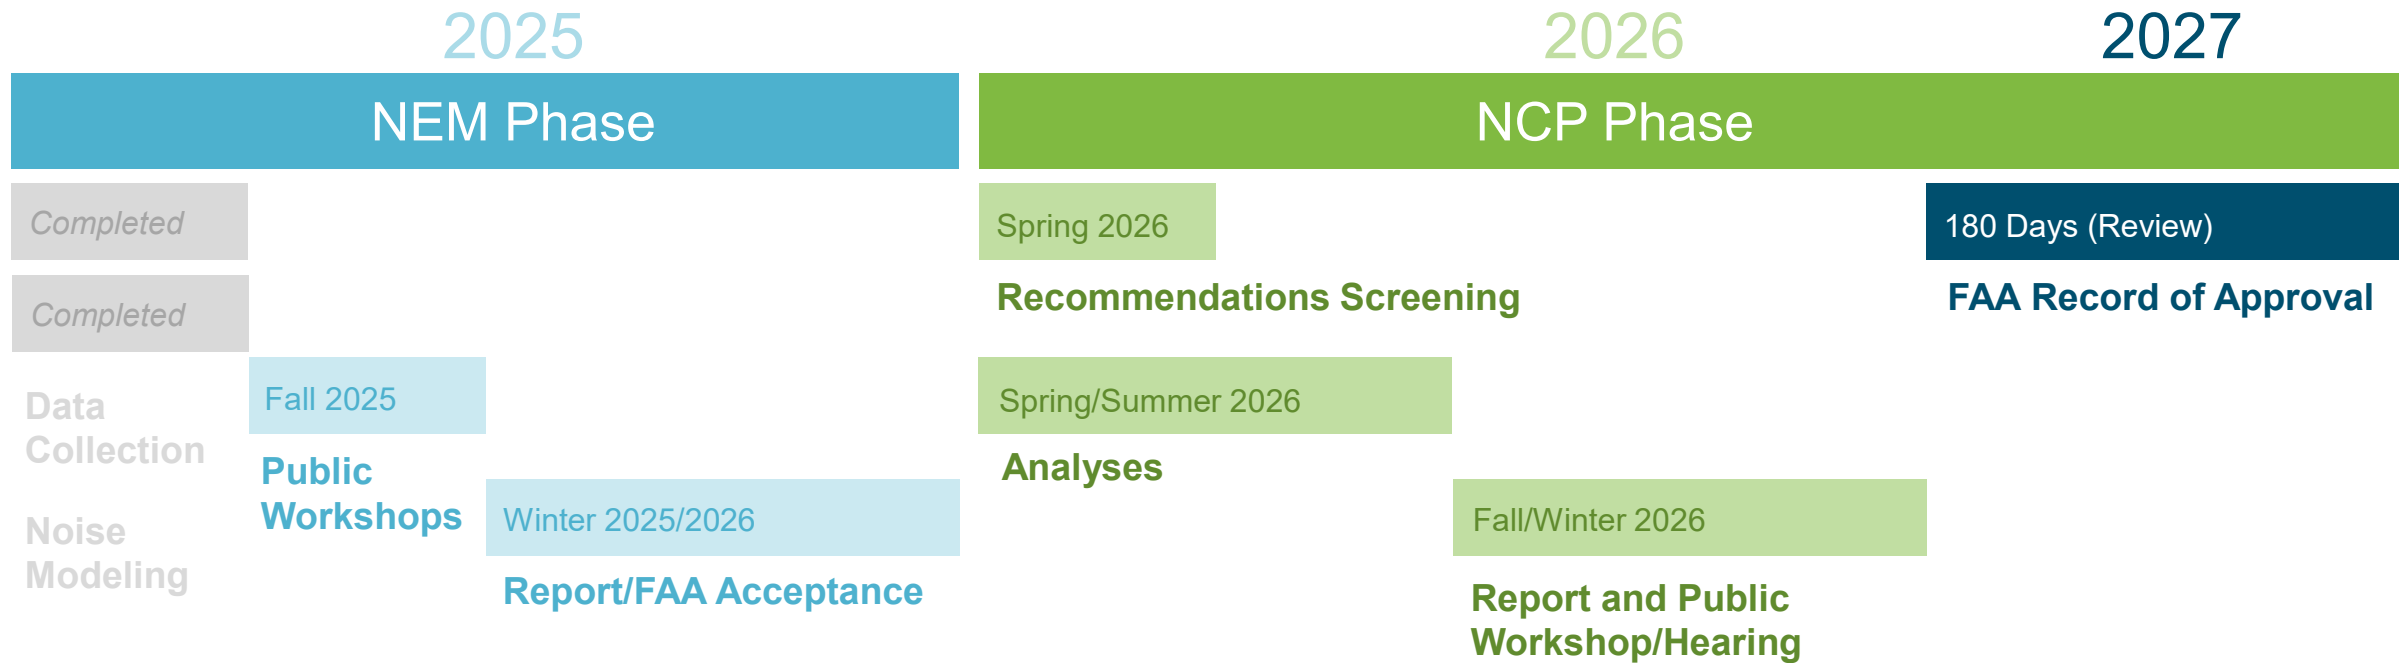 2025
2026
2027
NEM Phase
NCP Phase
Completed
Completed
Data
Collection
Noise
Modeling
Fall 2025
Public
Workshops
Winter 2025/2026
Report/FAA Acceptance
Spring 2026
Recommendations Screening
Spring/Summer 2026
Analyses
Fall/Winter 2026
Report and Public
Workshop/Hearing
180 Days (Review)
FAA Record of Approval